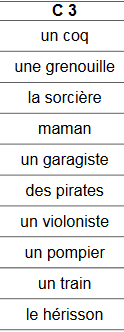 C 3
un coq
une grenouille
la sorcière
maman
un garagiste
des pirates
un violoniste
un pompier
un train
le hérisson